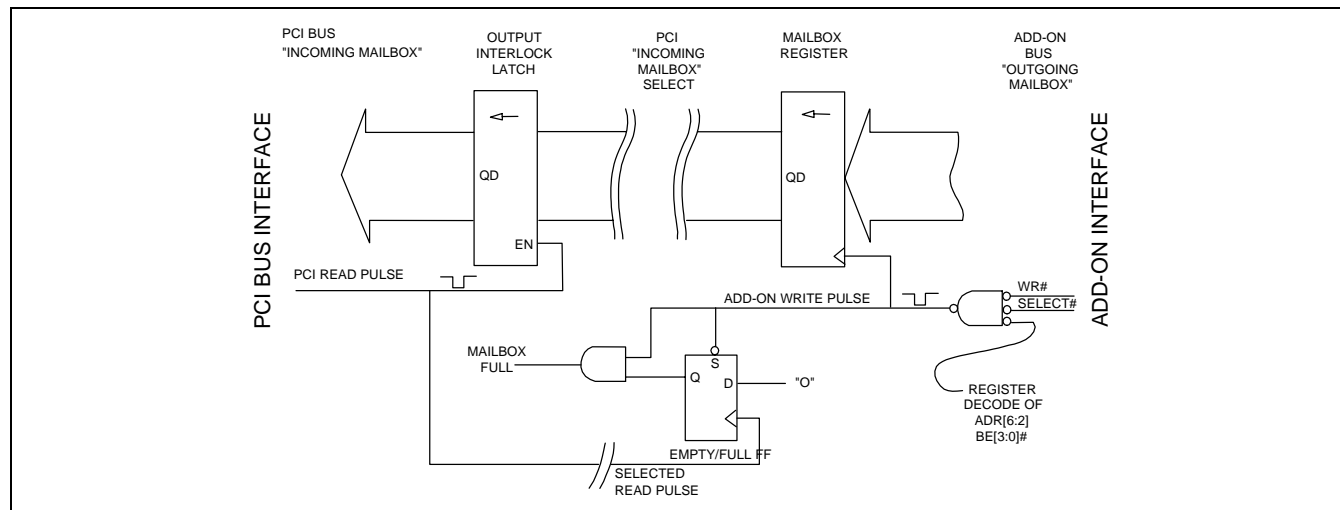 PCI BUS
"INCOMING MAILBOX"
OUTPUT
INTERLOCK
LATCH
PCI
"INCOMING
MAILBOX"
SELECT
MAILBOX
REGISTER
ADD-ON
BUS
"OUTGOING
MAILBOX"
PCI BUS INTERFACE
QD
EN
QD
ADD-ON INTERFACE
PCI READ PULSE
ADD-ON WRITE PULSE
WR#
SELECT#
MAILBOX
FULL
S
Q
D
"O"
REGISTER
DECODE OF
ADR[6:2]
BE[3:0]#
EMPTY/FULL FF
SELECTED
READ PULSE